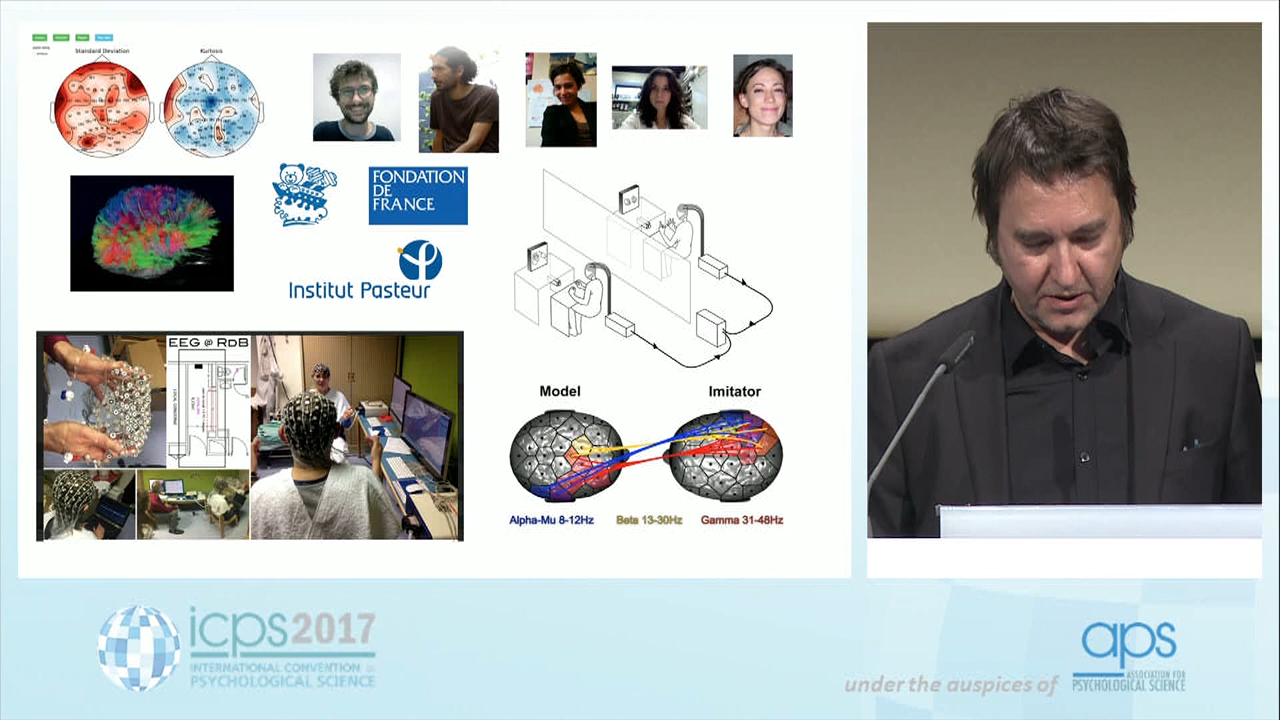 Standard Deviation
Kurtosis
FONDATION
DE
FRANCE
Institut Pasteur
EEG @ RDB
Model
Imitator
Alpha-Mu 8-12Hz
Beta 13-30Hz
Gamma 31-48Hz
icps2017
INTERNATIONAL CONVENTION of
PSYCHOLOGICAL SCIENCE
under the auspices of
aps
ASSOCIATION FOR
PSYCHOLOGICAL SCIENCE